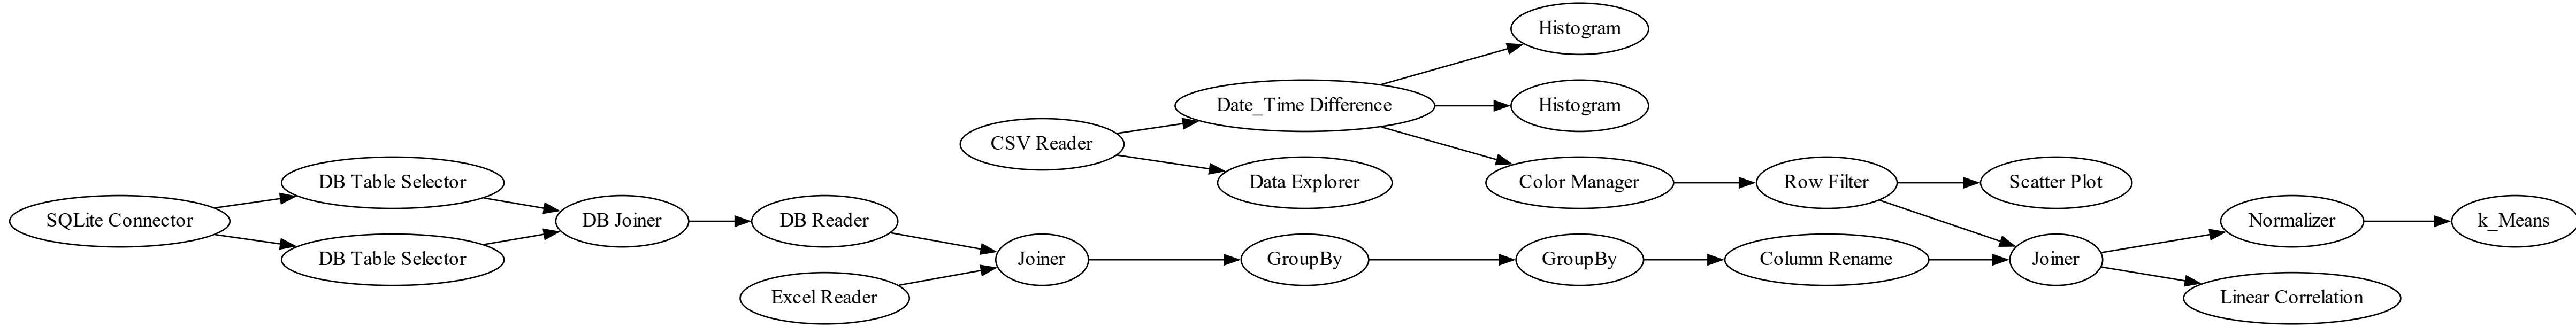 Histogram
Date_Time Difference
Histogram
CSV Reader
DB Table Selector
Data Explorer
Color Manager
Row Filter
Scatter Plot
SQLite Connector
DB Joiner
DB Reader
Normalizer
k_Means
DB Table Selector
Joiner
GroupBy
GroupBy
Column Rename
Joiner
Excel Reader
Linear Correlation